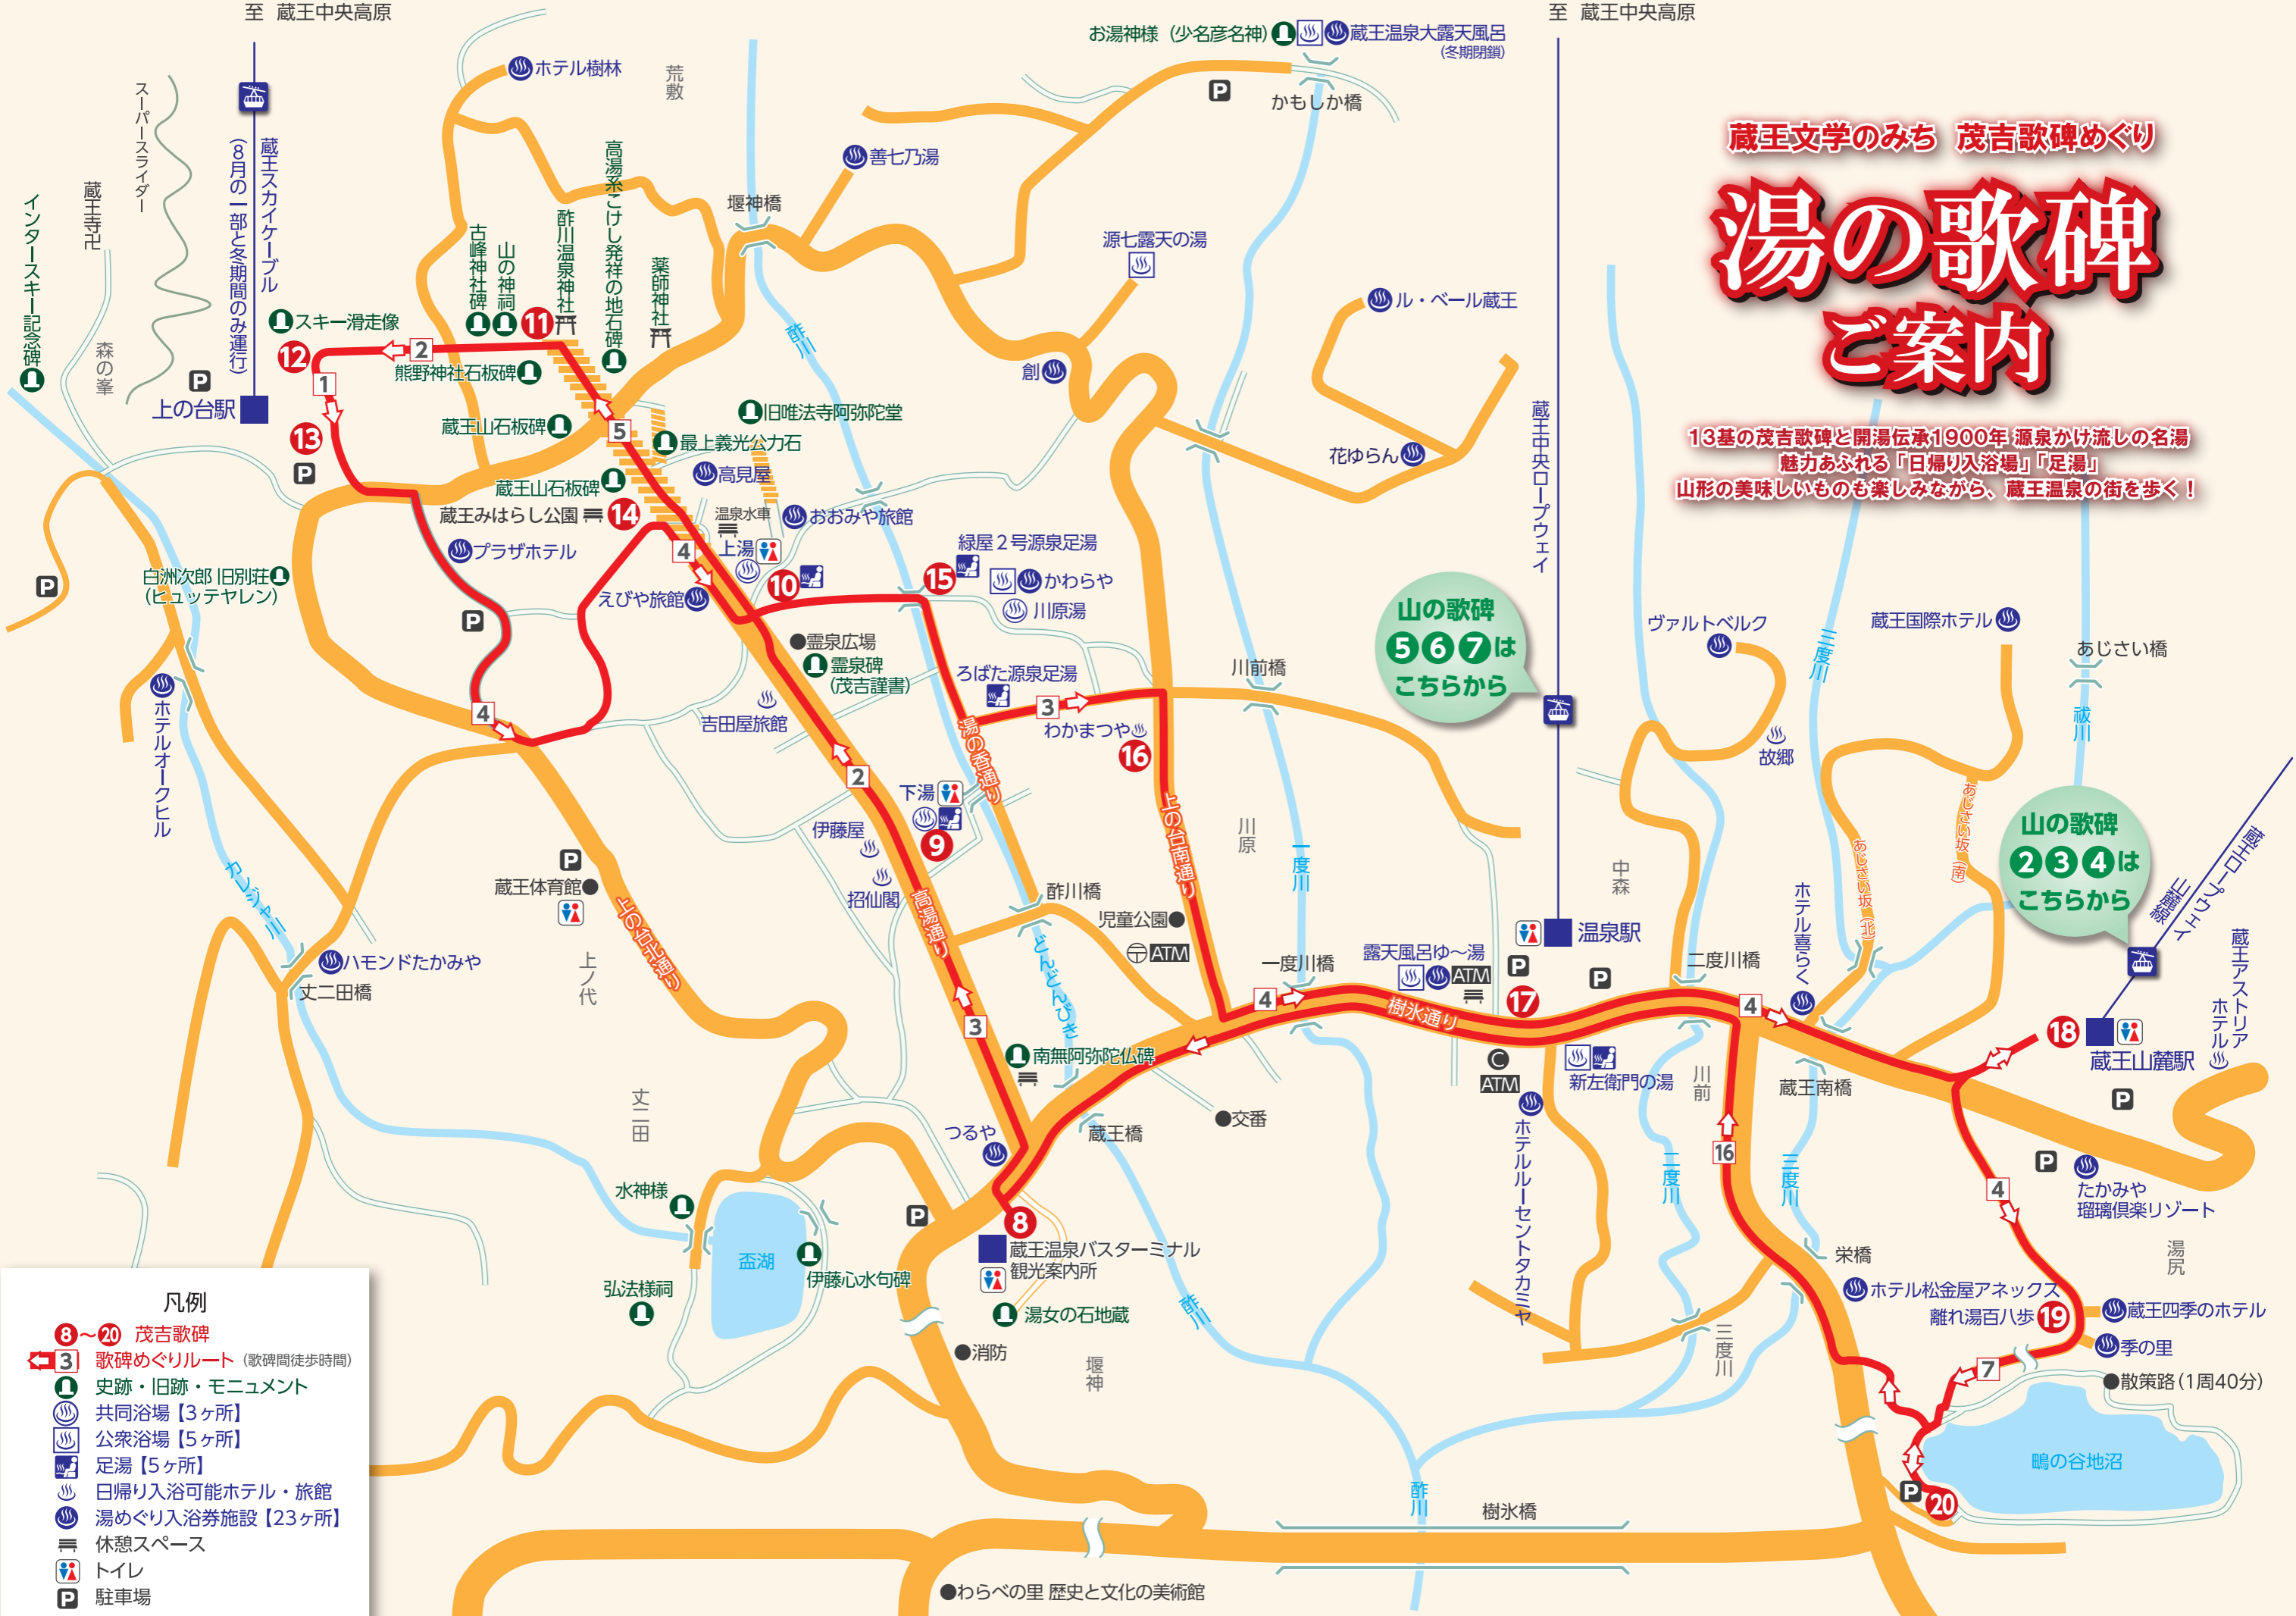 至 蔵王中央高原
至 蔵王中央高原
お湯神様（少名彦名神）
蔵王温泉大露天風呂
（冬期閉鎖）
かもしか橋
ホテル樹林
荒敷
スーパースライダー
蔵王スカイケーブル
（8月の一部と冬期間のみ運行）
蔵王寺卍
インタースキー記念碑
森の峯
P
上の台駅
スキー滑走像
12
13
P
古峰神社碑
山の神祠
11
酢川温泉神社
高湯系こけし発祥の地石碑
薬師神社
堰神橋
善七乃湯
源七露天の湯
創
ル・ベール蔵王
花ゆらん
酢川
2
1
熊野神社石板碑
蔵王山石板碑
5
旧唯法寺阿弥陀堂
最上義光公力石
高見屋
蔵王山石板碑
蔵王みはらし公園
14
温泉水車
おおみや旅館
プラザホテル
4
上湯
10
えびや旅館
緑屋２号源泉足湯
15
かわらや
川原湯
白洲次郎 旧別荘
（ヒュッテヤレン）
P
P
4
霊泉広場
霊泉碑
（茂吉謹書）
ろばた源泉足湯
3
わかまつや
16
吉田屋旅館
湯の香通り
川前橋
ホテルオークヒル
2
下湯
9
伊藤屋
招仙閣
高湯通り
上の台南通り
川原
一度川
P
蔵王体育館
上の台北通り
上ノ代
カレジャ川
ハモンドたかみや
丈二田橋
酢川橋
どんどんびき
児童公園
〒ATM
3
南無阿弥陀仏碑
一度川橋
4
露天風呂ゆ〜湯
ATM
樹氷通り
17
P
温泉駅
P
蔵王中央ロープウェイ
中森
二度川橋
蔵王文学のみち 茂吉歌碑めぐり
湯の歌碑
ご案内
13基の茂吉歌碑と開湯伝承1900年 源泉かけ流しの名湯
魅力あふれる「日帰り入浴場」「足湯」
山形の美味しいものも楽しみながら、蔵王温泉の街を歩く！
山の歌碑
5 6 7は
こちらから
ヴァルトベルク
故郷
三度川
蔵王国際ホテル
あじさい橋
祓川
あじさい坂（北）
あじさい坂（南）
山の歌碑
2 3 4は
こちらから
蔵王ロープウェイ
山麓線
ホテル喜らく
4
18
蔵王山麓駅
蔵王アストリア
ホテル
P
丈二田
つるや
蔵王橋
交番
C
ATM
新左衛門の湯
川前
蔵王南橋
ホテルルーセントタカミヤ
16
二度川
三度川
P
たかみや
瑠璃倶楽リゾート
4
湯尻
水神様
盃湖
伊藤心水句碑
弘法様祠
P
8
蔵王温泉バスターミナル
観光案内所
湯女の石地蔵
消防
堰神
酢川
三度川
栄橋
ホテル松金屋アネックス
離れ湯百八歩
19
蔵王四季のホテル
季の里
7
散策路（1周40分）
鴫の谷地沼
P
20
酢川
樹氷橋
わらべの里 歴史と文化の美術館
凡例
8〜20 茂吉歌碑
3 歌碑めぐりルート（歌碑間徒歩時間）
史跡・旧跡・モニュメント
共同浴場【3ヶ所】
公衆浴場【5ヶ所】
足湯【5ヶ所】
日帰り入浴可能ホテル・旅館
湯めぐり入浴券施設【23ヶ所】
休憩スペース
トイレ
P 駐車場